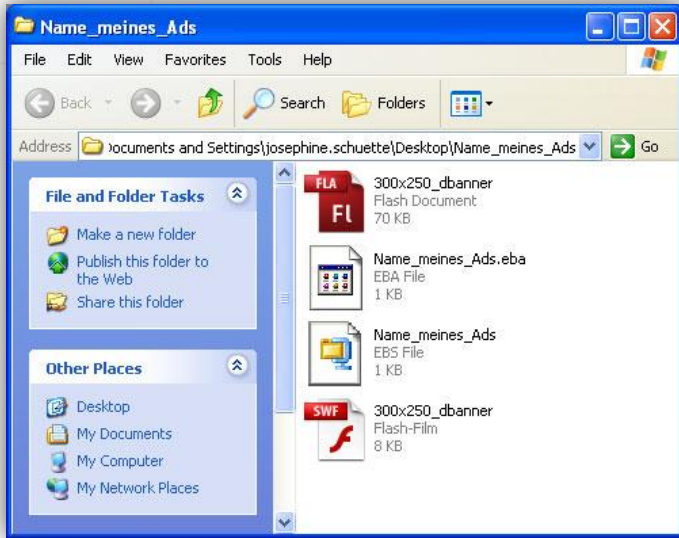 Name_meines_Ads
File Edit View Favorites Tools Help
Back Search Folders
Address ocuments and Settings\josephine.schuette\Desktop\Name_meines_Ads Go
File and Folder Tasks
Make a new folder
Publish this folder to
the Web
Share this folder
Other Places
Desktop
My Documents
My Computer
My Network Places
FLA
Fl
300x250_dbanner
Flash Document
70 KB
Name_meines_Ads.eba
EBA File
1 KB
Name_meines_Ads
EBS File
1 KB
SWF
300x250_dbanner
Flash-Film
8 KB